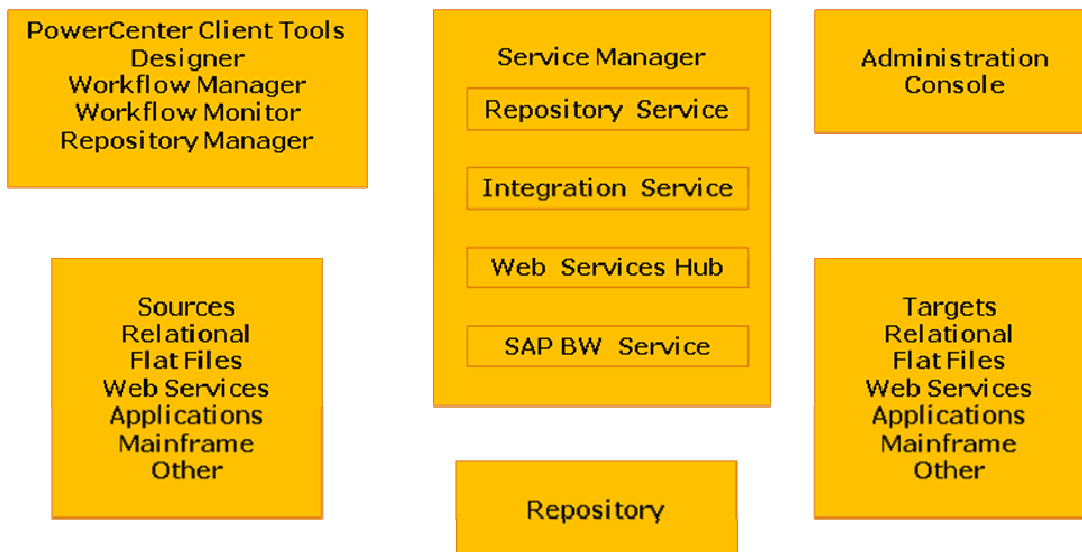 PowerCenter Client Tools
Designer
Workflow Manager
Workflow Monitor
Repository Manager
Service Manager
Repository Service
Integration Service
Web Services Hub
SAP BW Service
Administration
Console
Sources
Relational
Flat Files
Web Services
Applications
Mainframe
Other
Targets
Relational
Flat Files
Web Services
Applications
Mainframe
Other
Repository